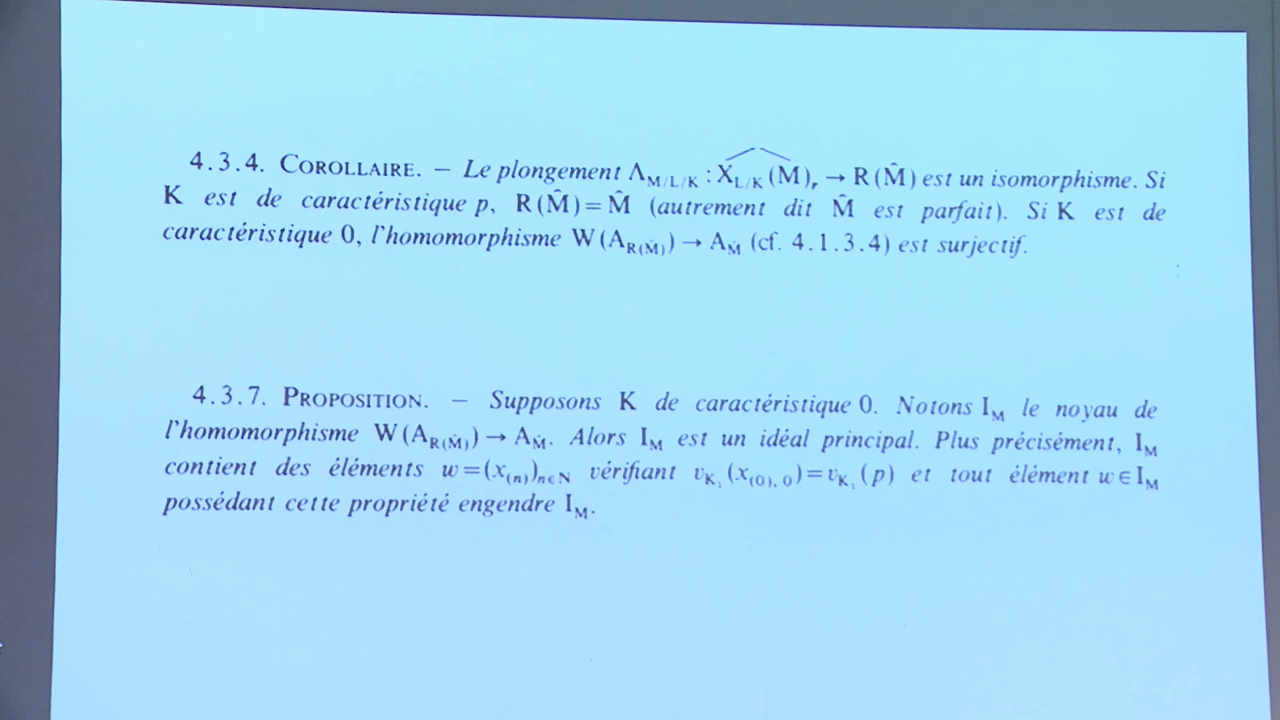 4.3.4. COROLLAIRE. — Le plongement Λ_{M/L/K} : \widehat{X_{L/K}(M)}_r → R(M̂) est un isomorphisme. Si
K est de caractéristique p, R(M̂)=M̂ (autrement dit M̂ est parfait). Si K est de
caractéristique 0, l'homomorphisme W(A_{R(M̂)}) → A_{M̂} (cf. 4.1.3.4) est surjectif.
4.3.7. PROPOSITION. — Supposons K de caractéristique 0. Notons I_M le noyau de
l'homomorphisme W(A_{R(M̂)}) → A_{M̂}. Alors I_M est un idéal principal. Plus précisément, I_M
contient des éléments w=(x_{(n)})_{n∈N} vérifiant v_{K_1}(x_{(0),0})=v_{K_1}(p) et tout élément w∈I_M
possédant cette propriété engendre I_M.